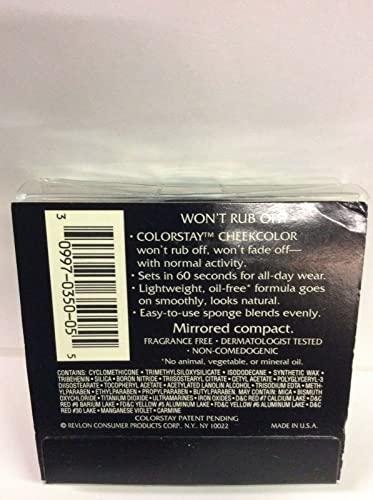 WON'T RUB OFF!
• COLORSTAY™ CHEEKCOLOR
won't rub off, won't fade off—
with normal activity.
• Sets in 60 seconds for all-day wear.
• Lightweight, oil-free* formula goes
on smoothly, looks natural.
• Easy-to-use sponge blends evenly.
Mirrored compact.
FRAGRANCE FREE • DERMATOLOGIST TESTED
• NON-COMEDOGENIC
*No animal, vegetable, or mineral oil.
CONTAINS: CYCLOMETHICONE • TRIMETHYLSILOXYSILICATE • ISODODECANE • SYNTHETIC WAX •
TRIBEHENIN • SILICA • BORON NITRIDE • TRIISOSTEARYL CITRATE • CETYL ACETATE • POLYGLYCERYL-3
DIISOSTEARATE • TOCOPHERYL ACETATE • ACETYLATED LANOLIN ALCOHOL • TRISODIUM EDTA • METH-
YLPARABEN • ETHYLPARABEN • PROPYLPARABEN • BUTYLPARABEN. MAY CONTAIN: MICA • BISMUTH
OXYCHLORIDE • TITANIUM DIOXIDE • ULTRAMARINES • IRON OXIDES • D&C RED #7 CALCIUM LAKE • D&C
RED #6 BARIUM LAKE • FD&C YELLOW #5 ALUMINUM LAKE • FD&C YELLOW #6 ALUMINUM LAKE • D&C
RED #30 LAKE • MANGANESE VIOLET • CARMINE
COLORSTAY PATENT PENDING
© REVLON CONSUMER PRODUCTS CORP. N.Y. NY 10022 MADE IN U.S.A.
3 0997-0350-05 5